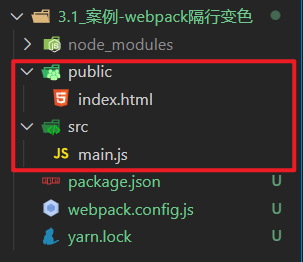 3.1_案例-webpack隔行变色
node_modules
public
index.html
src
JS main.js
package.json U
webpack.config.js U
yarn.lock U